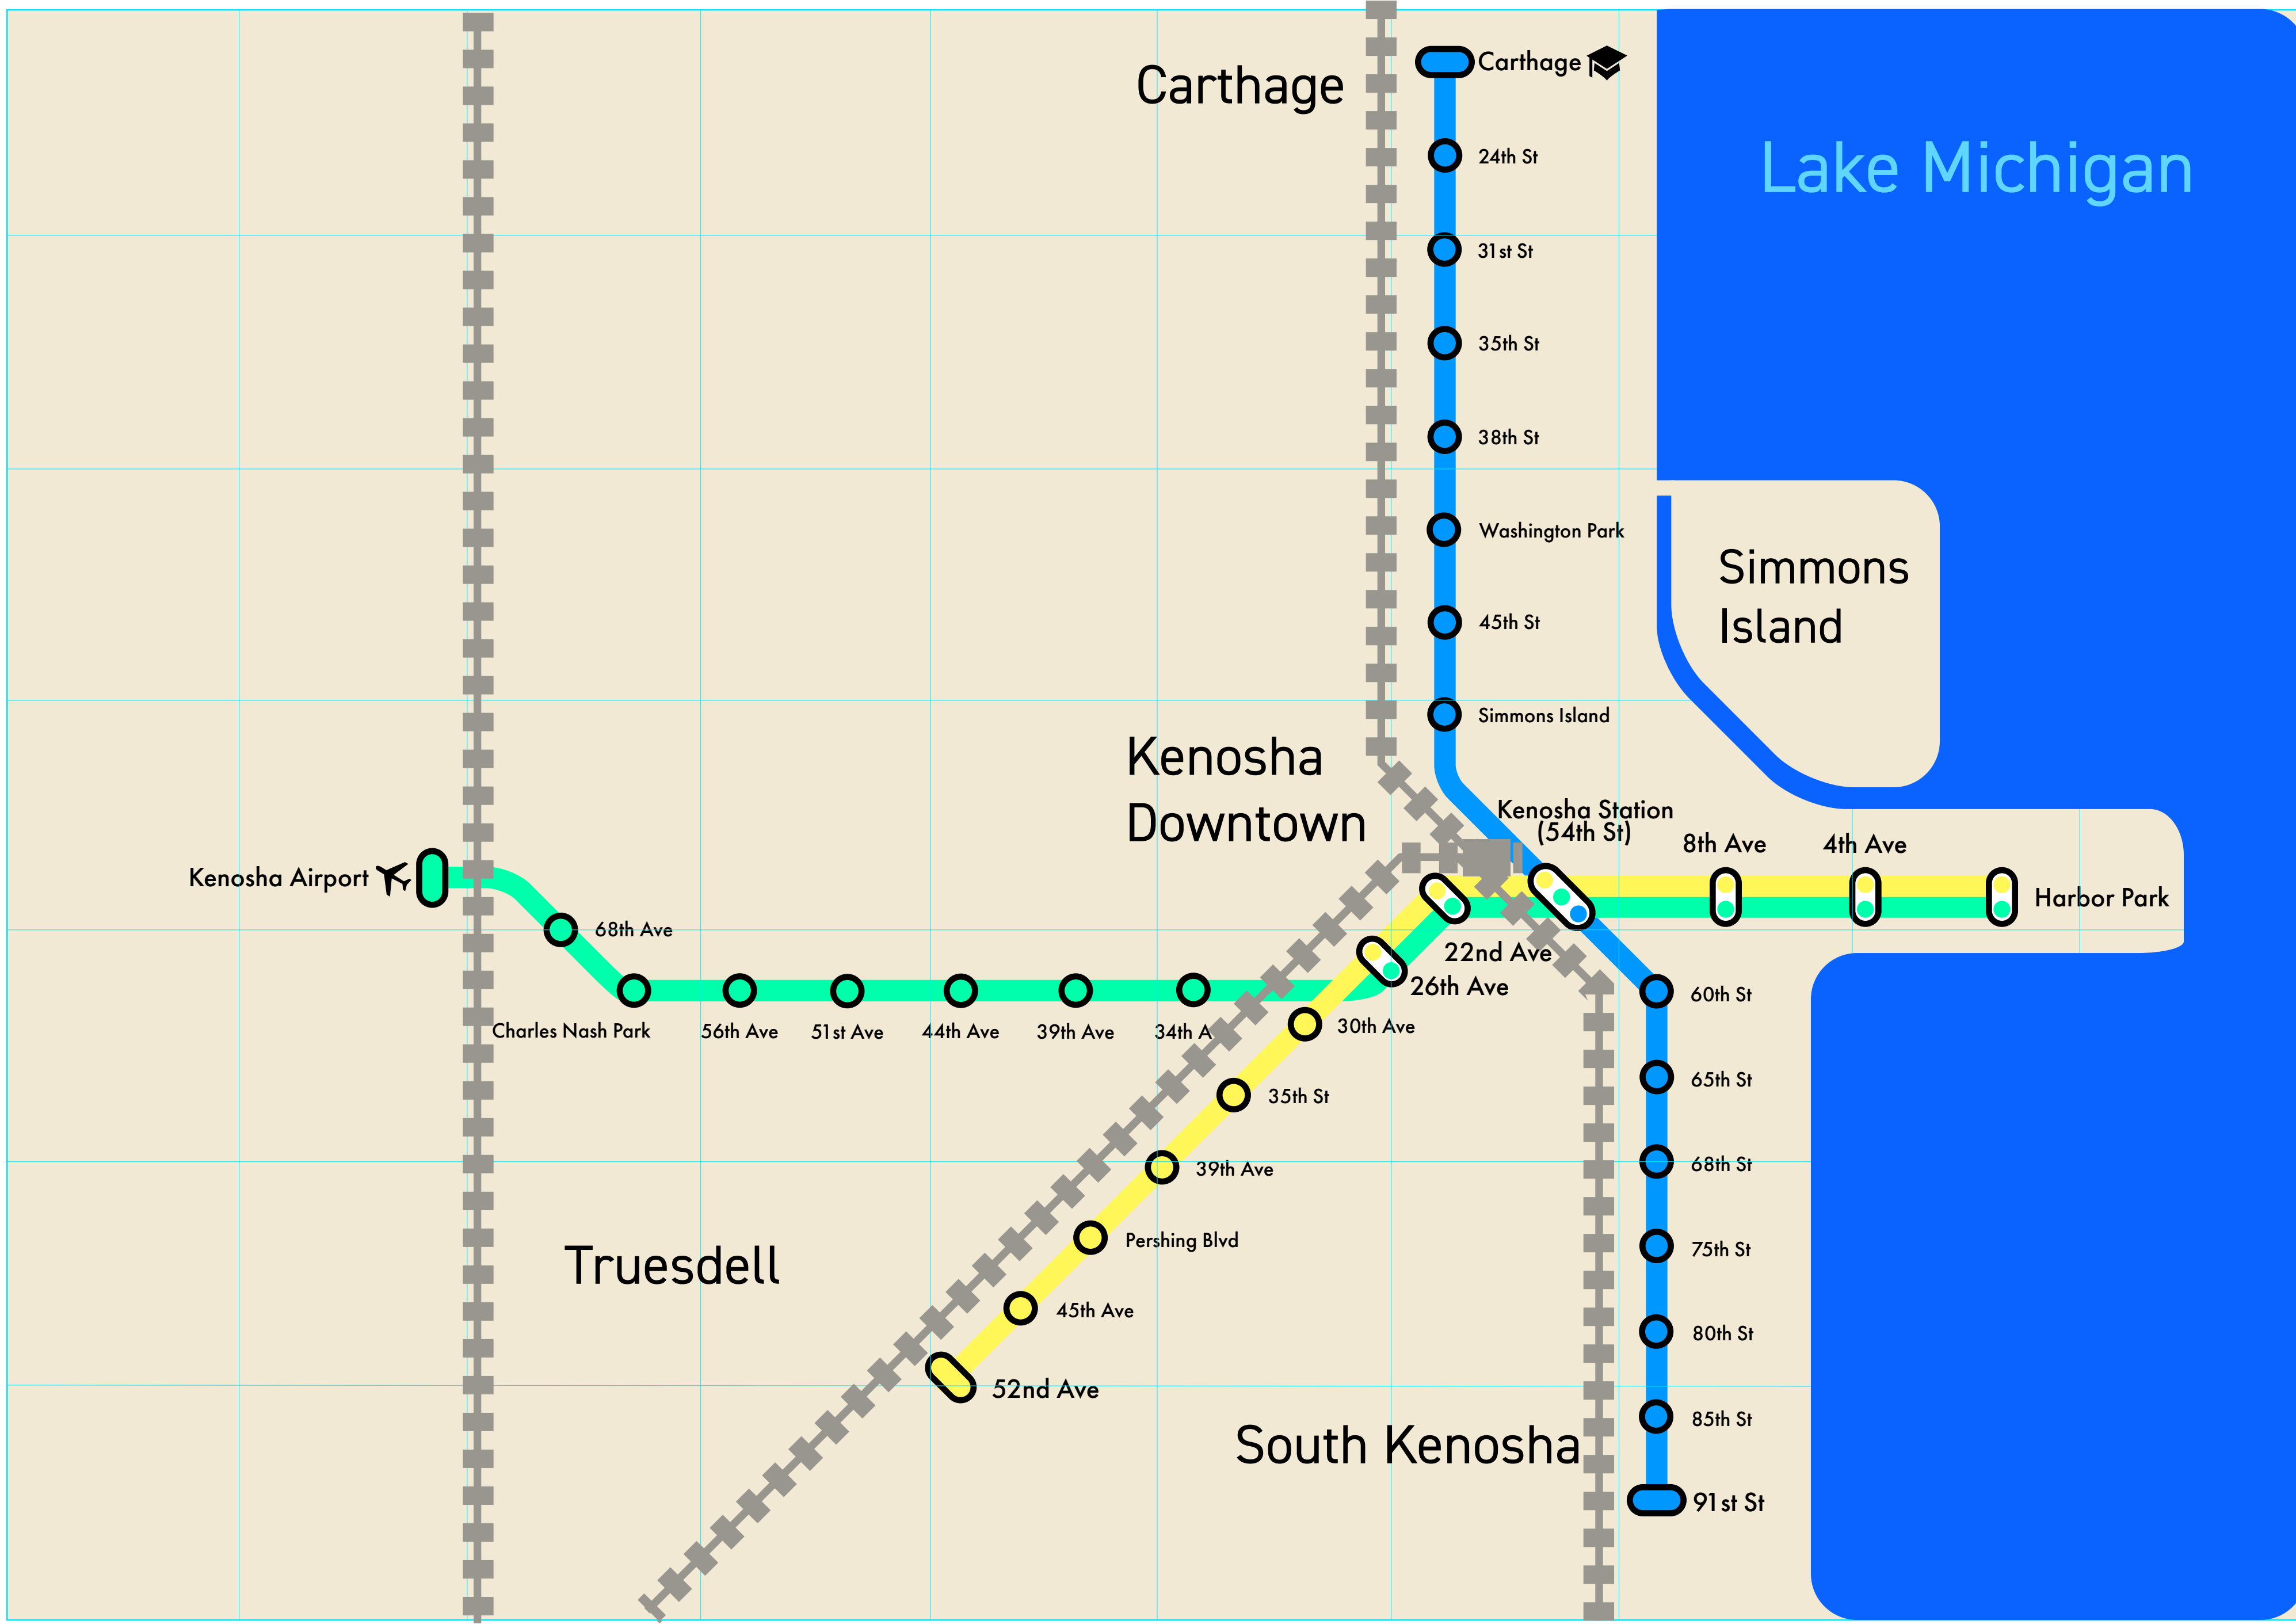 Carthage
Carthage
24th St
Lake Michigan
31st St
35th St
38th St
Washington Park
Simmons
Island
45th St
Simmons Island
Kenosha
Downtown
Kenosha Station
(54th St)
8th Ave
4th Ave
Kenosha Airport
Harbor Park
68th Ave
22nd Ave
26th Ave
60th St
Charles Nash Park
56th Ave
51st Ave
44th Ave
39th Ave
34th A
30th Ave
65th St
35th St
68th St
39th Ave
Pershing Blvd
75th St
Truesdell
45th Ave
80th St
52nd Ave
85th St
South Kenosha
91st St